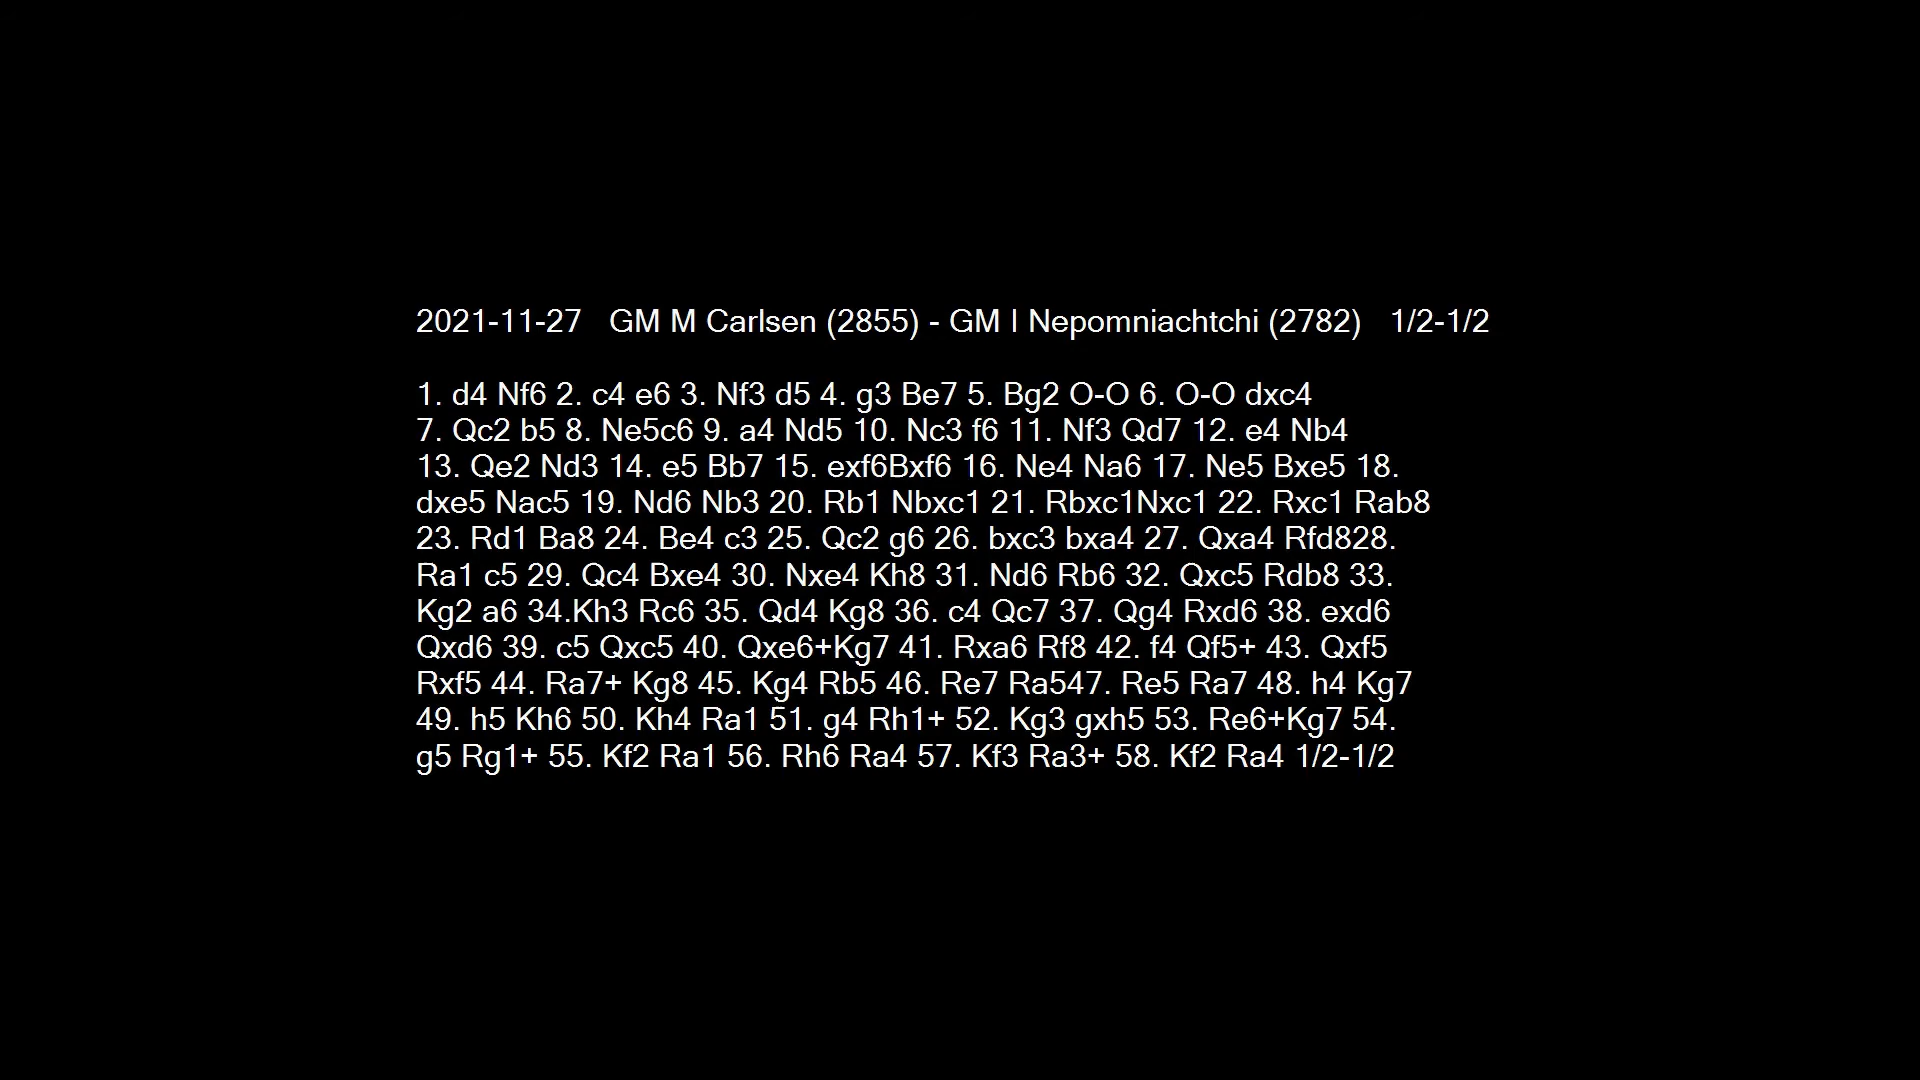 2021-11-27 GM M Carlsen (2855) - GM I Nepomniachtchi (2782) 1/2-1/2
1. d4 Nf6 2. c4 e6 3. Nf3 d5 4. g3 Be7 5. Bg2 O-O 6. O-O dxc4
7. Qc2 b5 8. Ne5c6 9. a4 Nd5 10. Nc3 f6 11. Nf3 Qd7 12. e4 Nb4
13. Qe2 Nd3 14. e5 Bb7 15. exf6Bxf6 16. Ne4 Na6 17. Ne5 Bxe5 18.
dxe5 Nac5 19. Nd6 Nb3 20. Rb1 Nbxc1 21. Rbxc1Nxc1 22. Rxc1 Rab8
23. Rd1 Ba8 24. Be4 c3 25. Qc2 g6 26. bxc3 bxa4 27. Qxa4 Rfd828.
Ra1 c5 29. Qc4 Bxe4 30. Nxe4 Kh8 31. Nd6 Rb6 32. Qxc5 Rdb8 33.
Kg2 a6 34.Kh3 Rc6 35. Qd4 Kg8 36. c4 Qc7 37. Qg4 Rxd6 38. exd6
Qxd6 39. c5 Qxc5 40. Qxe6+Kg7 41. Rxa6 Rf8 42. f4 Qf5+ 43. Qxf5
Rxf5 44. Ra7+ Kg8 45. Kg4 Rb5 46. Re7 Ra547. Re5 Ra7 48. h4 Kg7
49. h5 Kh6 50. Kh4 Ra1 51. g4 Rh1+ 52. Kg3 gxh5 53. Re6+Kg7 54.
g5 Rg1+ 55. Kf2 Ra1 56. Rh6 Ra4 57. Kf3 Ra3+ 58. Kf2 Ra4 1/2-1/2